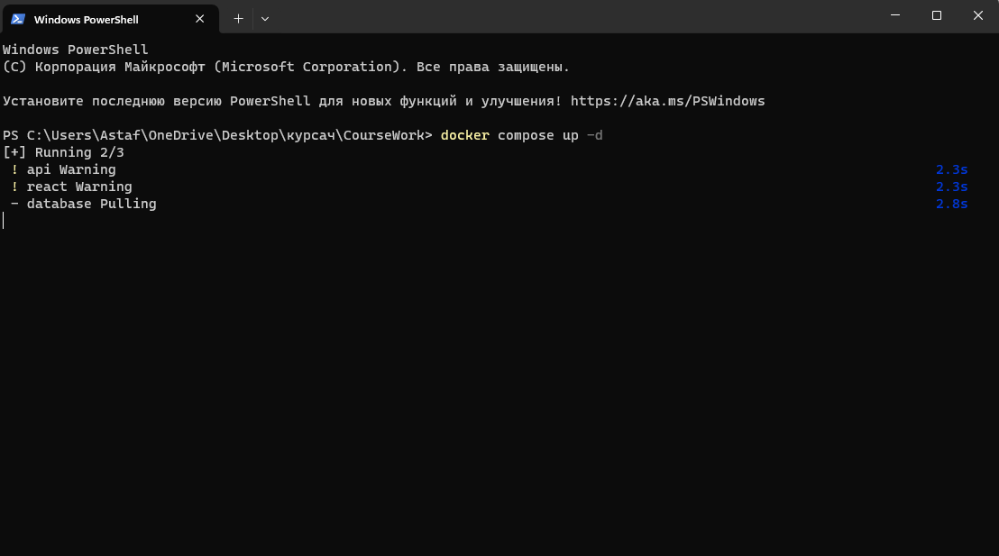 Windows PowerShell
Windows PowerShell
(C) Корпорация Майкрософт (Microsoft Corporation). Все права защищены.
Установите последнюю версию PowerShell для новых функций и улучшения! https://aka.ms/PSWindows
PS C:\Users\Astaf\OneDrive\Desktop\курсач\CourseWork> docker compose up -d
[+] Running 2/3
! api Warning 2.3s
! react Warning 2.3s
- database Pulling 2.8s